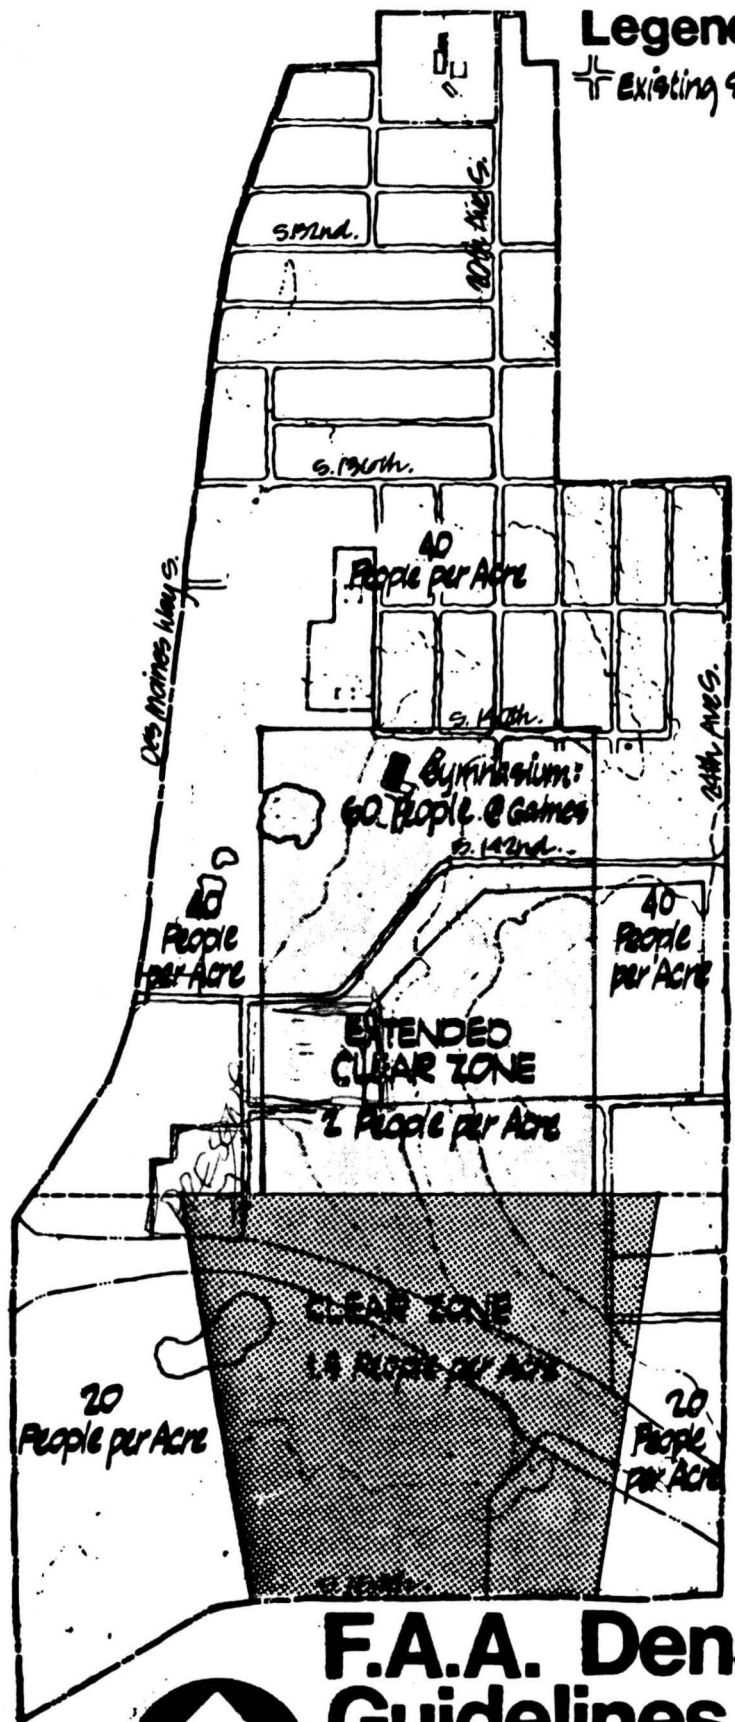 Legen
Existing
S. 132nd.
20th Ave S.
S. 136th.
40
People per Acre
Des Moines Way S.
S. 140th.
24th Ave S.
Gymnasium:
60 People @ Games
S. 142nd.
40
People
per Acre
40
People
per Acre
EXTENDED
CLEAR ZONE
2 People per Acre
CLEAR ZONE
1.4 People per Acre
20
People per Acre
20
People
per Acre
F.A.A. Den
Guidelines